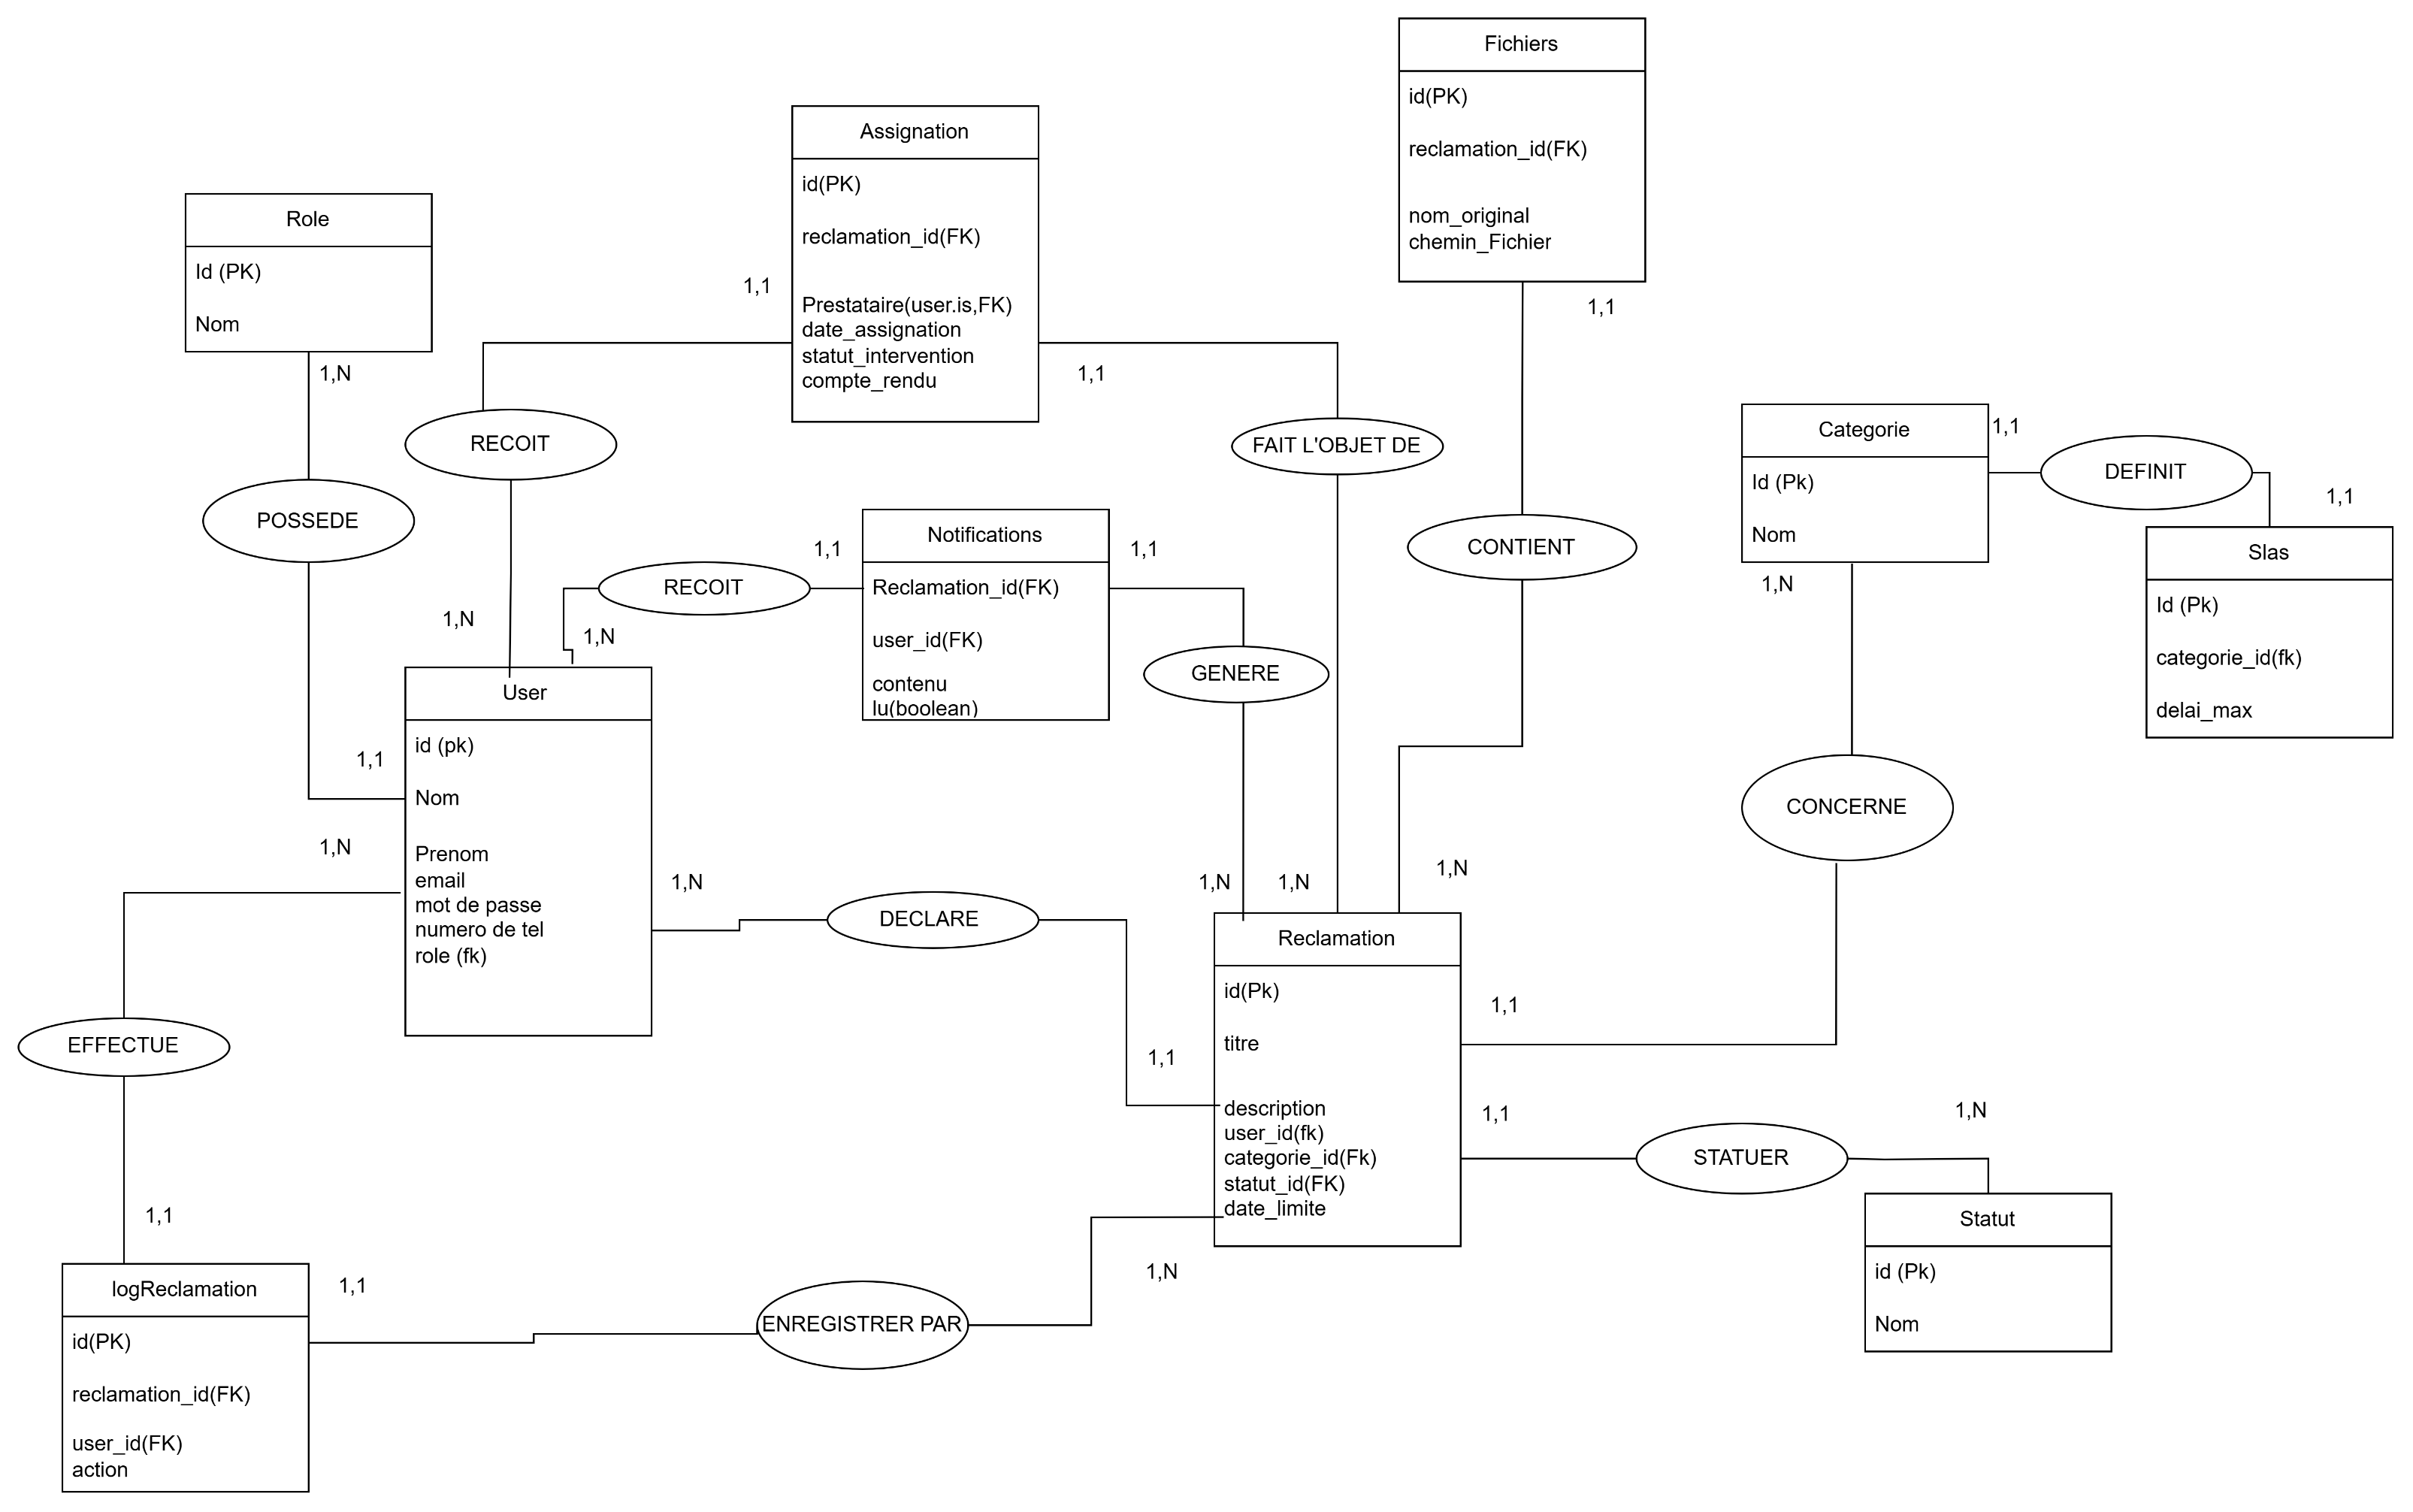 Fichiers
id(PK)
reclamation_id(FK)
nom_original
chemin_Fichier
1,1
Assignation
id(PK)
reclamation_id(FK)
Prestataire(user.is,FK)
date_assignation
statut_intervention
compte_rendu
1,1
1,1
Role
Id (PK)
Nom
1,N
RECOIT
FAIT L'OBJET DE
Categorie
Id (Pk)
Nom
1,1
DEFINIT
1,1
Slas
Id (Pk)
categorie_id(fk)
delai_max
POSSEDE
CONTIENT
1,N
1,N
1,N
RECOIT
1,1
Notifications
Reclamation_id(FK)
user_id(FK)
contenu
lu(boolean)
1,1
GENERE
CONCERNE
1,1
User
id (pk)
Nom
Prenom
email
mot de passe
numero de tel
role (fk)
1,N
1,N
DECLARE
1,N
1,N
1,N
Reclamation
id(Pk)
titre
description
user_id(fk)
categorie_id(Fk)
statut_id(FK)
date_limite
1,1
1,1
1,1
STATUER
1,N
Statut
id (Pk)
Nom
EFFECTUE
1,1
logReclamation
id(PK)
reclamation_id(FK)
user_id(FK)
action
1,1
ENREGISTRER PAR
1,N